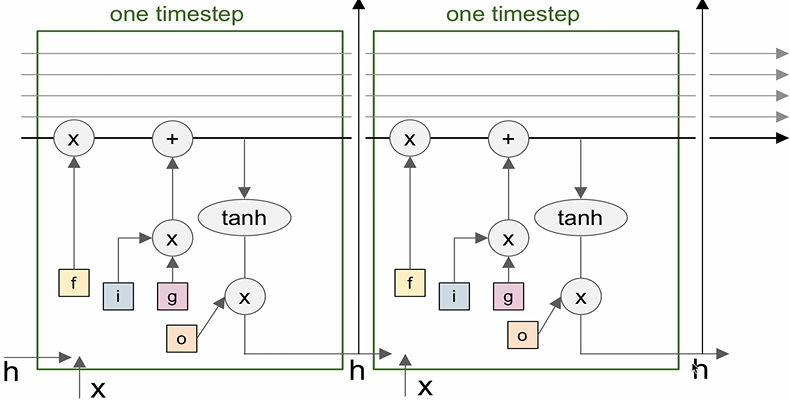 one timestep
one timestep
x
+
x
+
tanh
tanh
x
x
f
i
g
x
f
i
g
x
o
o
h
h
h
x
x